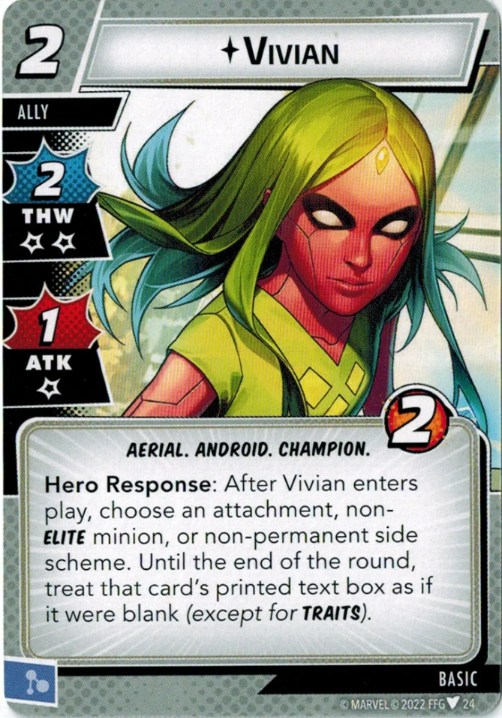 2
VIVIAN
ALLY
2
THW
1
ATK
2
AERIAL. ANDROID. CHAMPION.
Hero Response: After Vivian enters
play, choose an attachment, non-
ELITE minion, or non-permanent side
scheme. Until the end of the round,
treat that card's printed text box as if
it were blank (except for TRAITS).
BASIC
© MARVEL © 2022 FFG 24